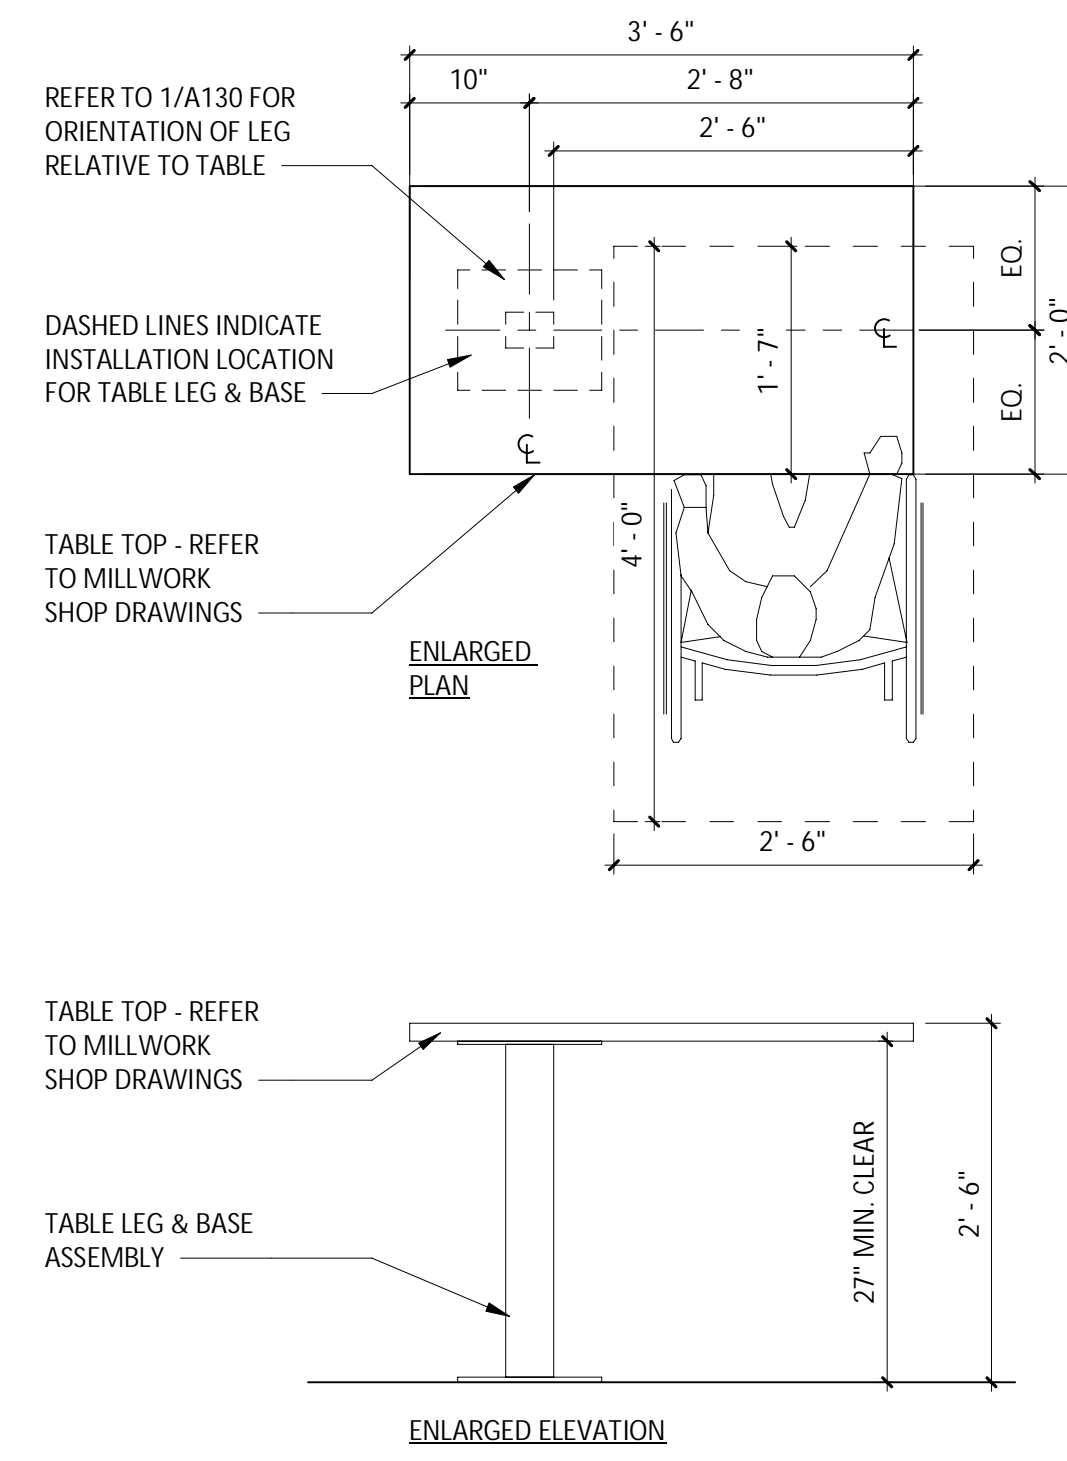 3' - 6"
10"
2' - 8"
2' - 6"
REFER TO 1/A130 FOR
ORIENTATION OF LEG
RELATIVE TO TABLE
EQ.
2' - 0"
DASHED LINES INDICATE
INSTALLATION LOCATION
FOR TABLE LEG & BASE
℄
1' - 7"
EQ.
℄
4' - 0"
TABLE TOP - REFER
TO MILLWORK
SHOP DRAWINGS
ENLARGED
PLAN
2' - 6"
TABLE TOP - REFER
TO MILLWORK
SHOP DRAWINGS
27" MIN. CLEAR
2' - 6"
TABLE LEG & BASE
ASSEMBLY
ENLARGED ELEVATION